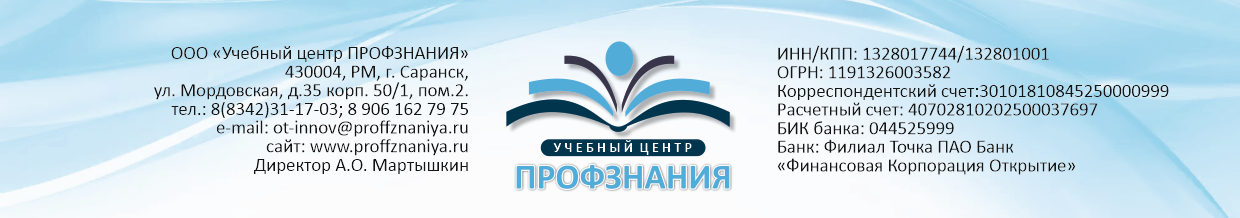 ООО «Учебный центр ПРОФЗНАНИЯ»
430004, РМ, г. Саранск,
ул. Мордовская, д.35 корп. 50/1, пом.2.
тел.: 8(8342)31-17-03; 8 906 162 79 75
e-mail: ot-innov@proffznaniya.ru
сайт: www.proffznaniya.ru
Директор А.О. Мартышкин
УЧЕБНЫЙ ЦЕНТР
ПРОФЗНАНИЯ
ИНН/КПП: 1328017744/132801001
ОГРН: 1191326003582
Корреспондентский счет:30101810845250000999
Расчетный счет: 40702810202500037697
БИК банка: 044525999
Банк: Филиал Точка ПАО Банк
«Финансовая Корпорация Открытие»